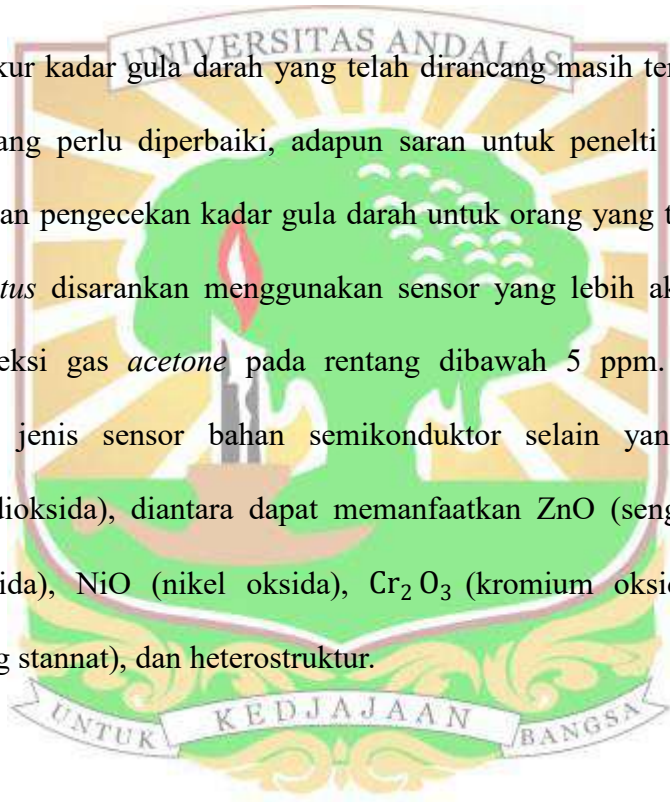 UNIVERSITAS ANDALAS
kur kadar gula darah yang telah dirancang masih ter
ang perlu diperbaiki, adapun saran untuk penelti
an pengecekan kadar gula darah untuk orang yang t
tus disarankan menggunakan sensor yang lebih ak
eksi gas acetone pada rentang dibawah 5 ppm.
jenis sensor bahan semikonduktor selain yan
dioksida), diantara dapat memanfaatkan ZnO (seng
ida), NiO (nikel oksida), Cr₂O₃ (kromium oksid
g stannat), dan heterostruktur.
UNTUK KEDJAJAAN BANGSA